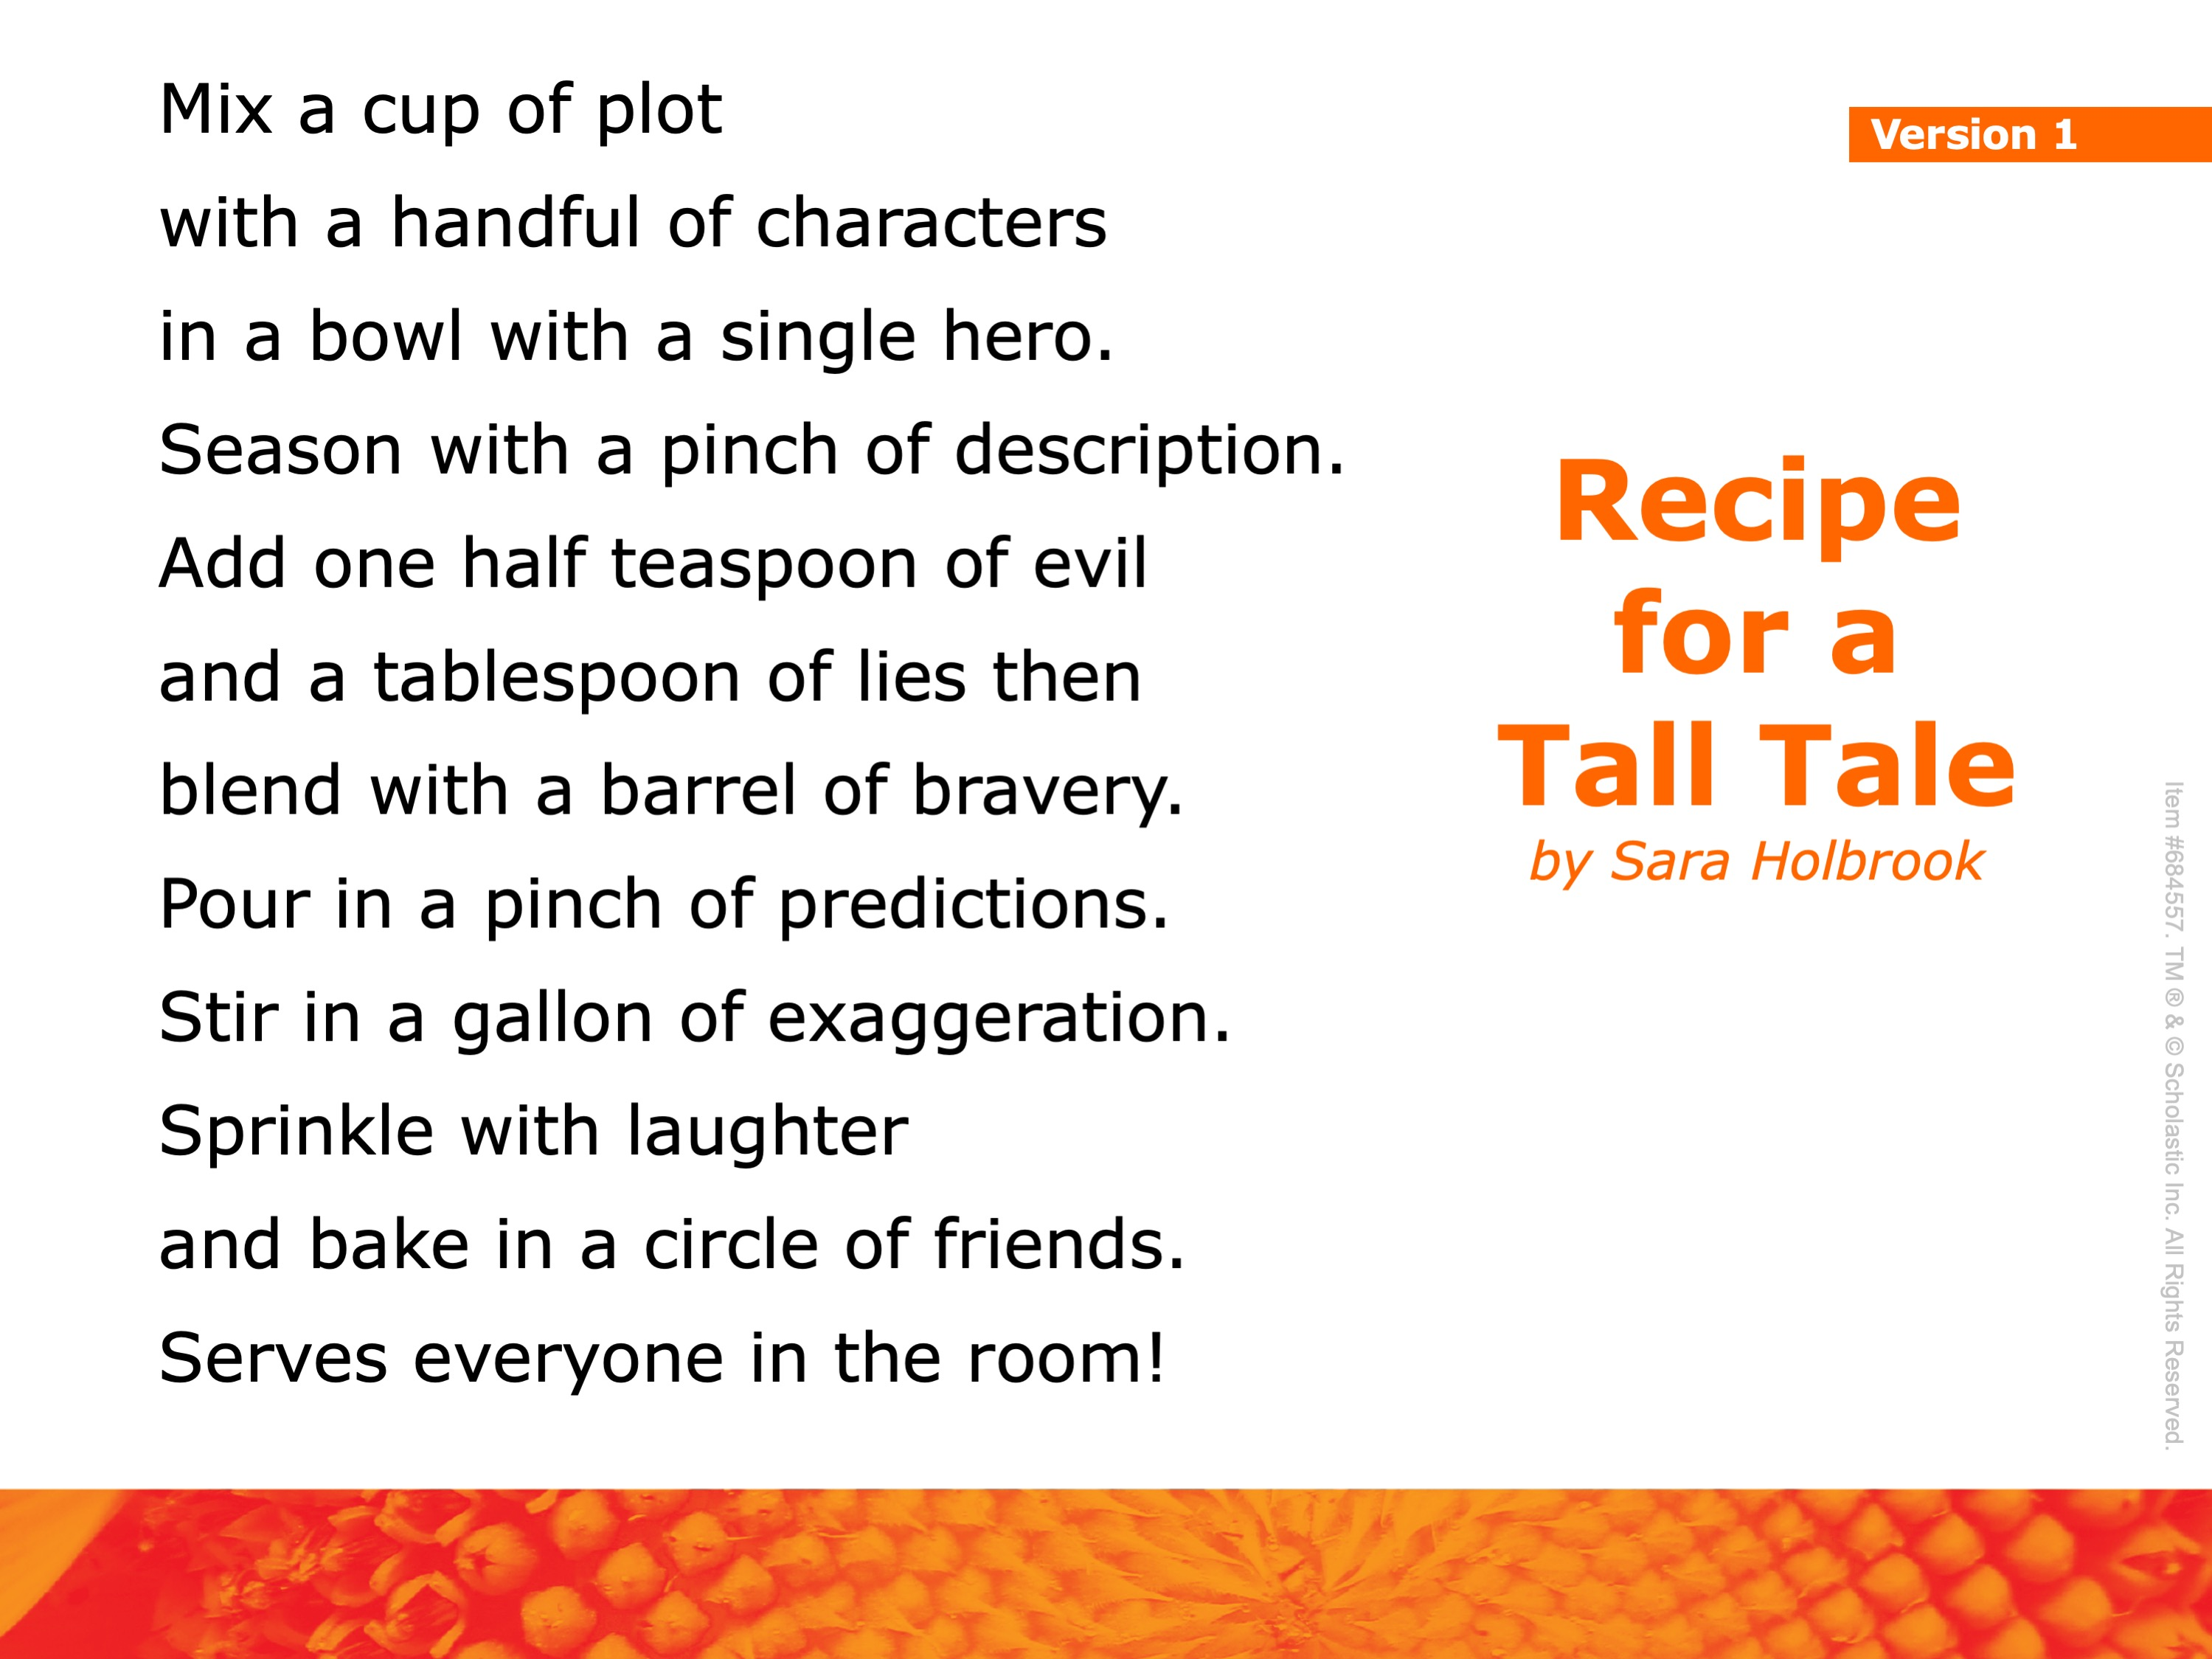 Mix a cup of plot
with a handful of characters
in a bowl with a single hero.
Season with a pinch of description.
Add one half teaspoon of evil
and a tablespoon of lies then
blend with a barrel of bravery.
Pour in a pinch of predictions.
Stir in a gallon of exaggeration.
Sprinkle with laughter
and bake in a circle of friends.
Serves everyone in the room!
Version 1
Recipe
for a
Tall Tale
by Sara Holbrook
Item #684557. TM ® & © Scholastic Inc. All Rights Reserved.